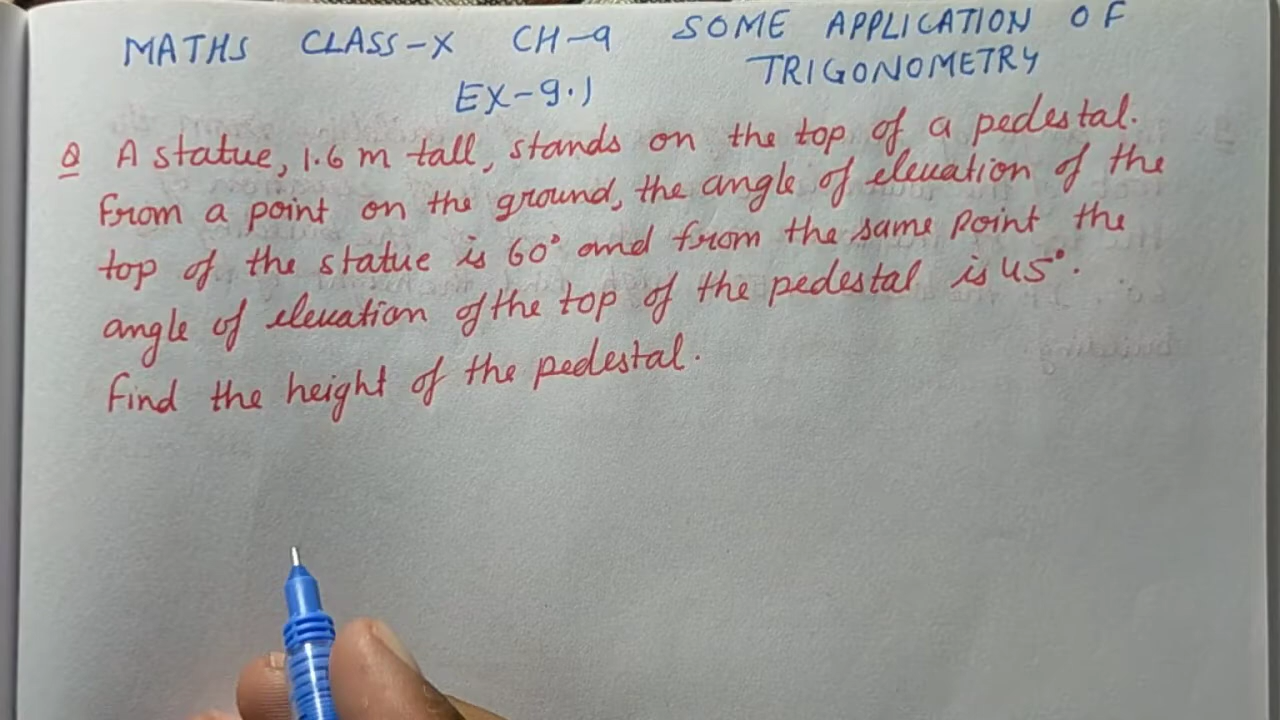 MATHS CLASS-X CH-9 SOME APPLICATION OF
EX-9.1 TRIGONOMETRY
Q A statue, 1.6 m tall, stands on the top of a pedestal.
From a point on the ground, the angle of elevation of the
top of the statue is 60° and from the same point the
angle of elevation of the top of the pedestal is 45°.
Find the height of the pedestal.